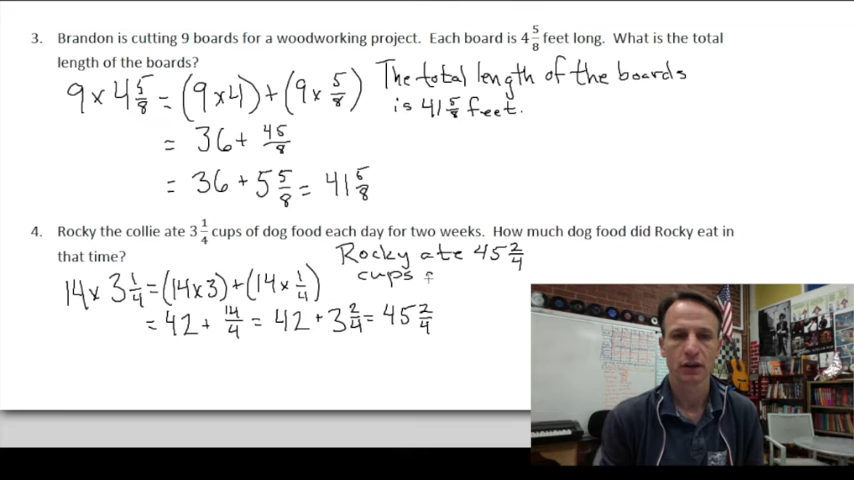 3. Brandon is cutting 9 boards for a woodworking project. Each board is 4 5/8 feet long. What is the total
length of the boards?
9 x 4 5/8 = (9 x 4) + (9 x 5/8)
= 36 + 45/8
= 36 + 5 5/8 = 41 5/8
The total length of the boards
is 41 5/8 feet.
4. Rocky the collie ate 3 1/4 cups of dog food each day for two weeks. How much dog food did Rocky eat in
that time?
14 x 3 1/4 = (14 x 3) + (14 x 1/4)
= 42 + 14/4 = 42 + 3 2/4 = 45 2/4
Rocky ate 45 2/4
cups